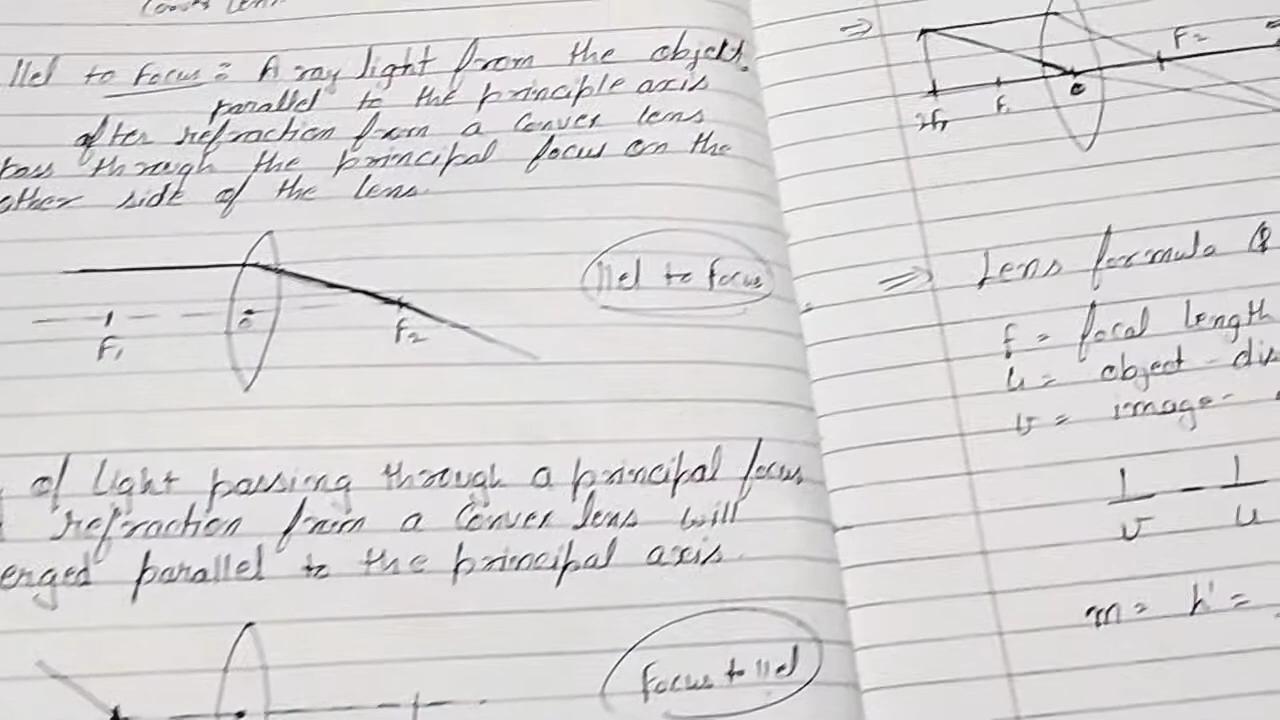 llel to focus = A ray light from the object
parallel to the principle axis
after refraction from a Convex lens
pass through the principal focus on the
other side of the lens.
llel to focus
o
F1
F2
of light passing through a principal focus
refraction from a Convex lens will
erged parallel to the principal axis.
Focus to llel
⇒
F2
o
2F1
F1
⇒ Lens formula
f = focal length
u = object - dis
v = image -
1/v - 1/u
m = h' =